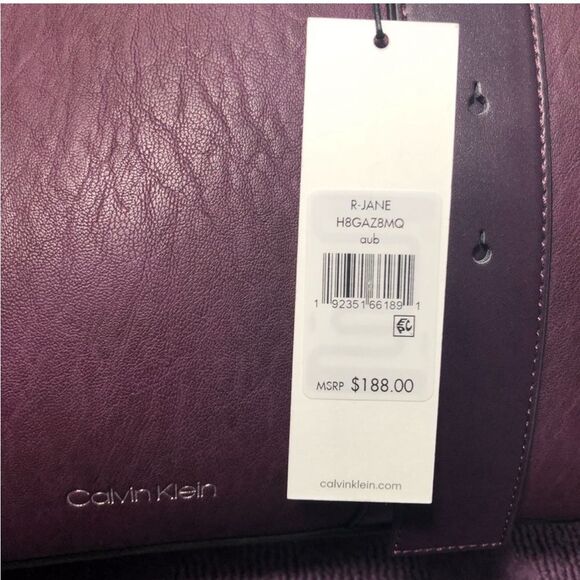 R-JANE
H8GAZ8MQ
aub
1 92351 66189 1
MSRP $188.00
calvinklein.com
Calvin Klein